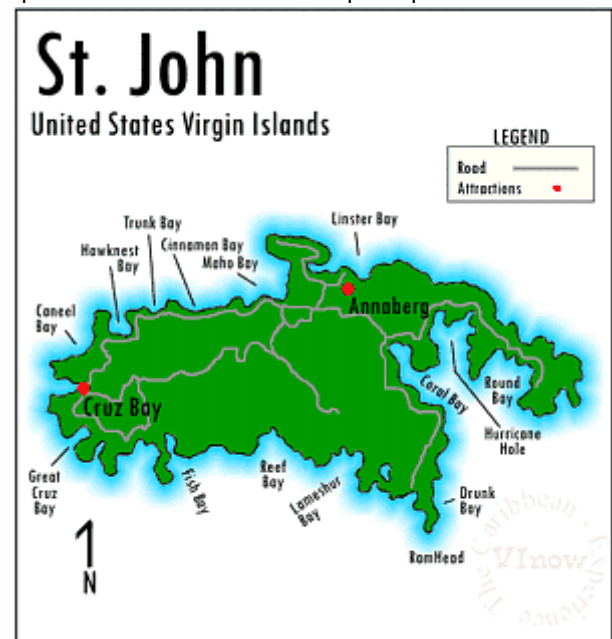 St. John
United States Virgin Islands
LEGEND
Road
Attractions
Linster Bay
Trunk Bay
Cinnamon Bay
Hawknest
Bay
Maho Bay
Caneel
Bay
Annaberg
Cruz Bay
Coral Bay
Round
Bay
Hurricane
Hole
Great
Cruz
Bay
Fish Bay
Reef
Bay
Lameshur
Bay
Drunk
Bay
RamHead
N
The Caribbean - Experience
VInow